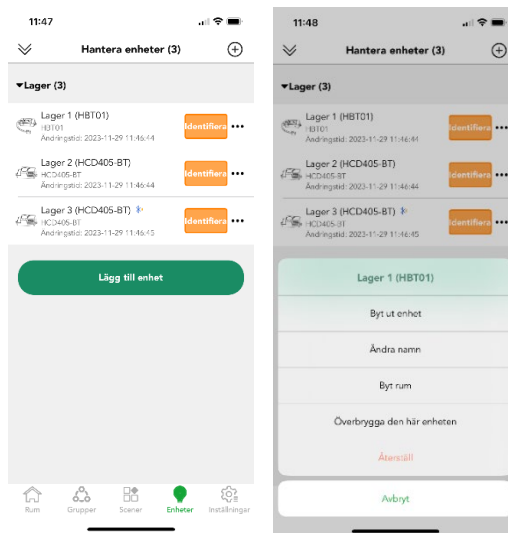 11:47
Hantera enheter (3)
▾Lager (3)
Lager 1 (HBT01)
HBT01
Ändringstid: 2023-11-29 11:46:44
Identifiera
Lager 2 (HCD405-BT)
HCD405-BT
Ändringstid: 2023-11-29 11:46:44
Identifiera
Lager 3 (HCD405-BT)
HCD405-BT
Ändringstid: 2023-11-29 11:46:45
Identifiera
Lägg till enhet
Rum
Grupper
Scener
Enheter
Inställningar
11:48
Hantera enheter (3)
▾Lager (3)
Lager 1 (HBT01)
HBT01
Ändringstid: 2023-11-29 11:46:44
Identifiera
Lager 2 (HCD405-BT)
HCD405-BT
Ändringstid: 2023-11-29 11:46:44
Identifiera
Lager 3 (HCD405-BT)
HCD405-BT
Ändringstid: 2023-11-29 11:46:45
Identifiera
Lager 1 (HBT01)
Byt ut enhet
Ändra namn
Byt rum
Överbrygga den här enheten
Återställ
Avbryt